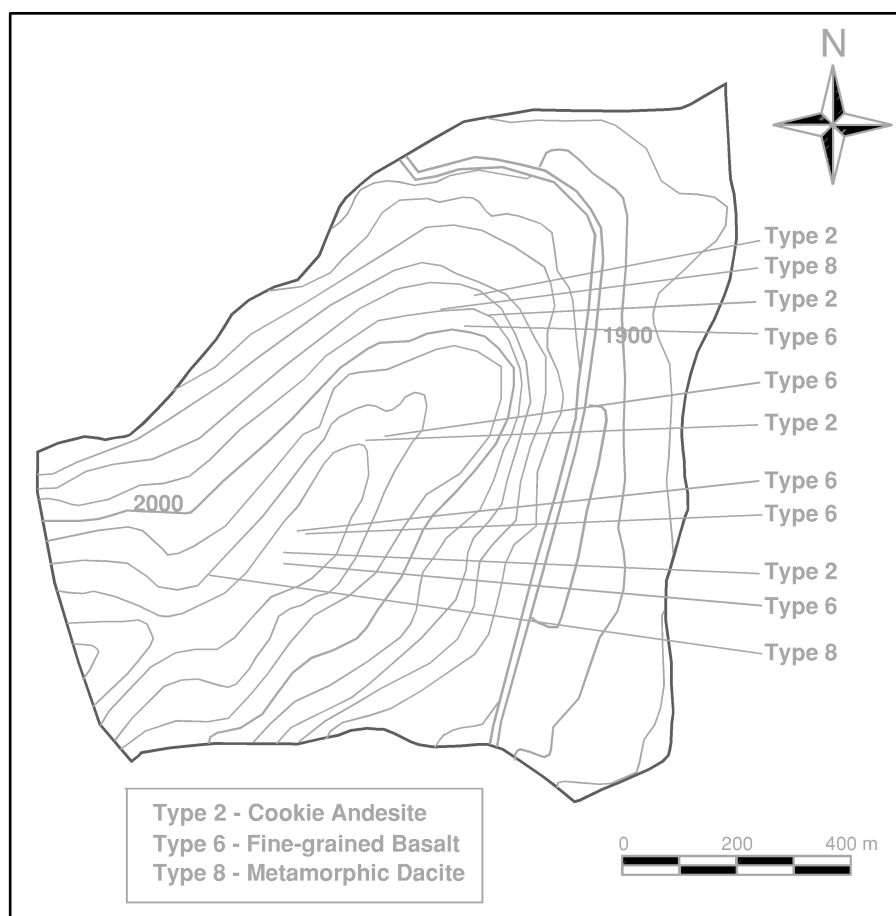 N
Type 2
Type 8
Type 2
1900
Type 6
Type 6
Type 2
Type 6
2000
Type 6
Type 2
Type 6
Type 8
Type 2 - Cookie Andesite
Type 6 - Fine-grained Basalt
Type 8 - Metamorphic Dacite
0 200 400 m